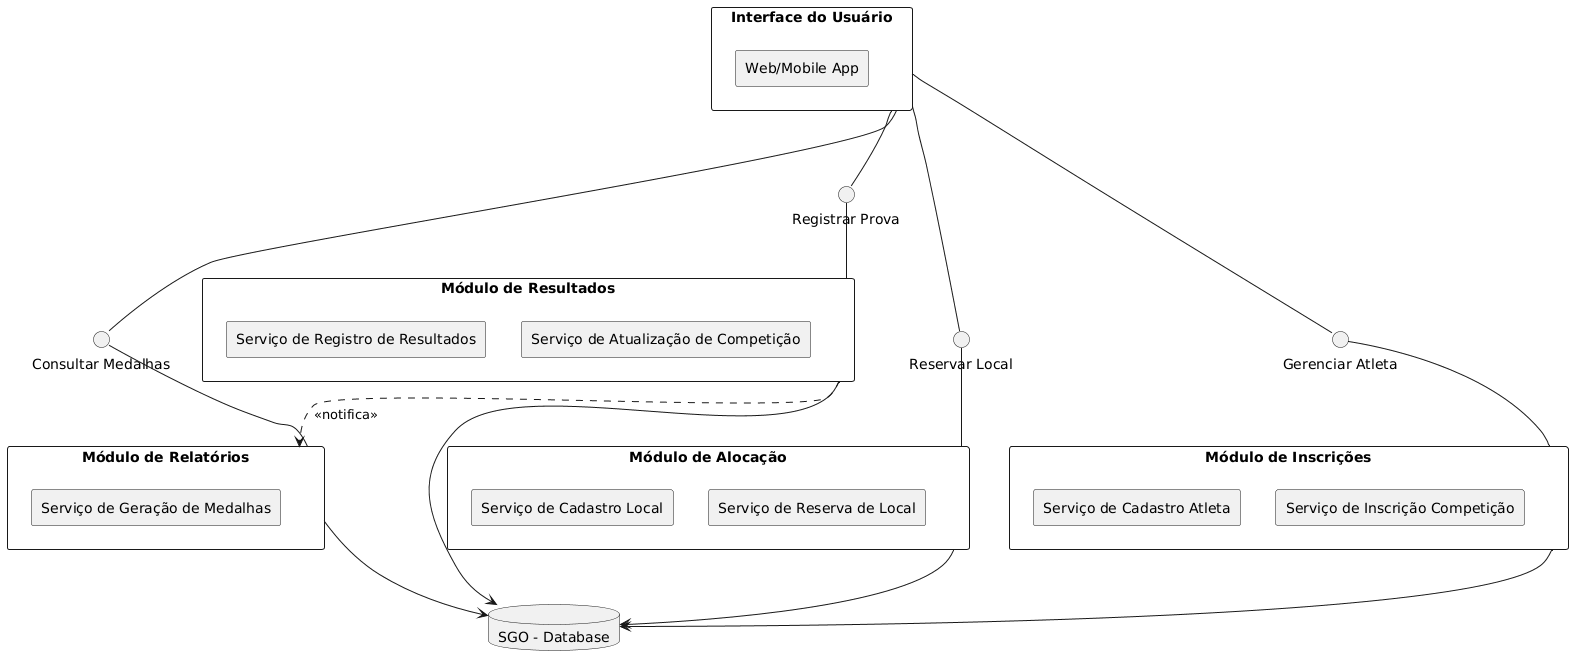 Interface do Usuário
Web/Mobile App
Registrar Prova
Módulo de Resultados
Serviço de Registro de Resultados
Serviço de Atualização de Competição
Consultar Medalhas
Reservar Local
Gerenciar Atleta
«notifica»
Módulo de Relatórios
Serviço de Geração de Medalhas
Módulo de Alocação
Serviço de Cadastro Local
Serviço de Reserva de Local
Módulo de Inscrições
Serviço de Cadastro Atleta
Serviço de Inscrição Competição
SGO - Database